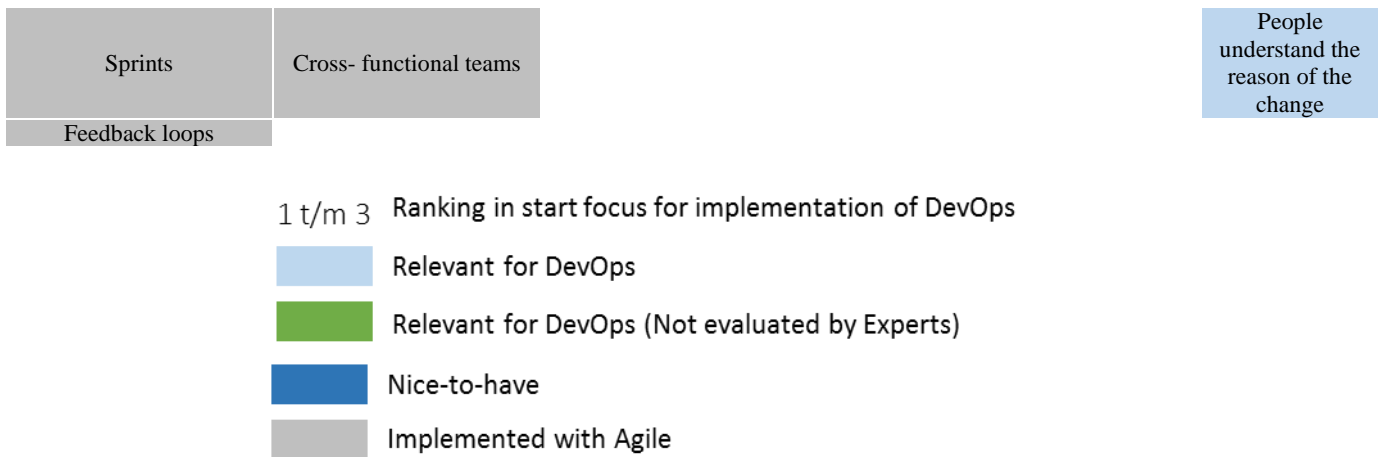 Sprints
Cross- functional teams
People
understand the
reason of the
change
Feedback loops
1 t/m 3 Ranking in start focus for implementation of DevOps
Relevant for DevOps
Relevant for DevOps (Not evaluated by Experts)
Nice-to-have
Implemented with Agile